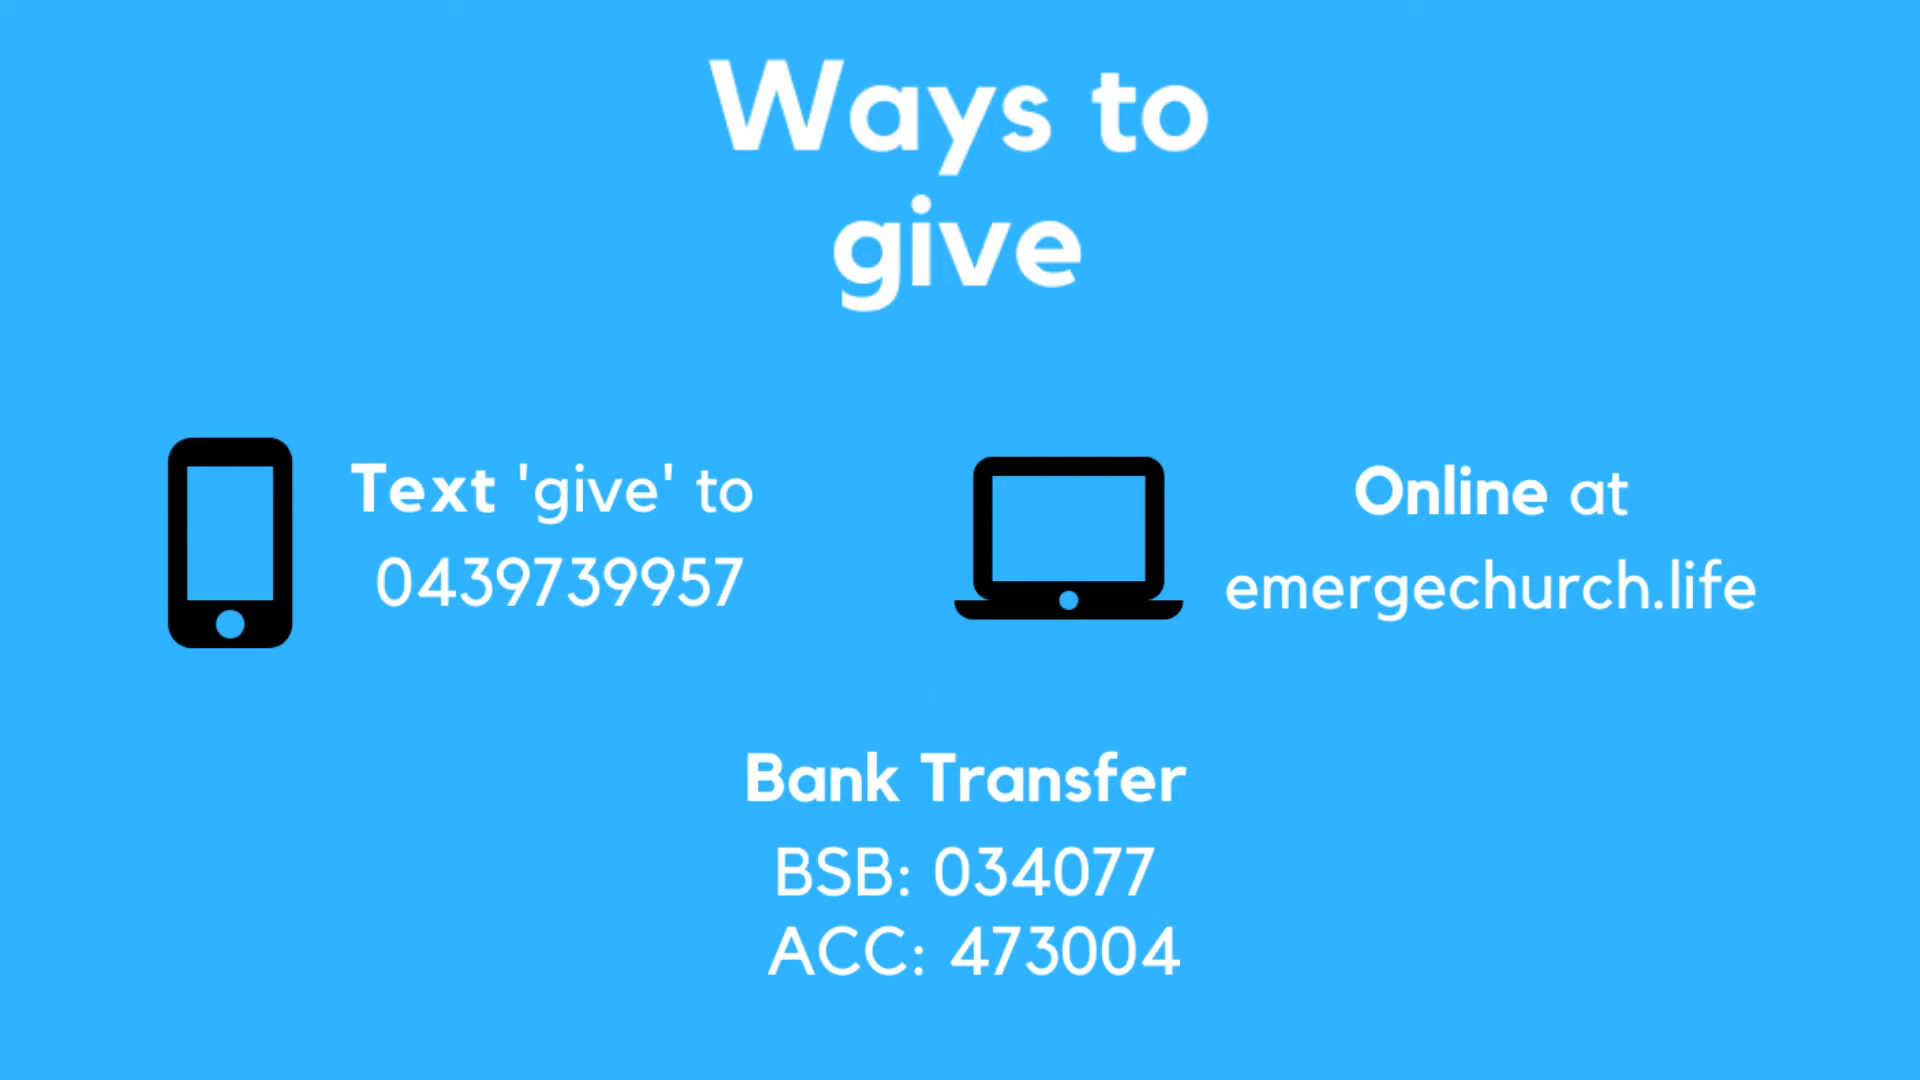 Ways to
give
Text 'give' to
0439739957
Online at
emergechurch.life
Bank Transfer
BSB: 034077
ACC: 473004